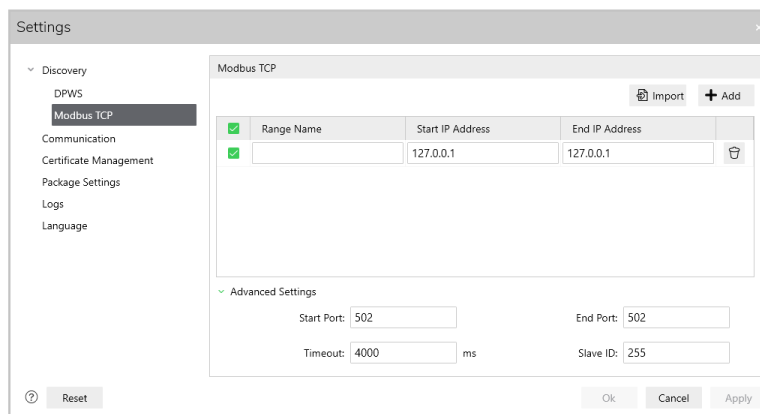 Settings
Discovery
DPWS
Modbus TCP
Communication
Certificate Management
Package Settings
Logs
Language
Modbus TCP
Import Add
Range Name Start IP Address End IP Address
127.0.0.1 127.0.0.1
Advanced Settings
Start Port: 502 End Port: 502
Timeout: 4000 ms Slave ID: 255
? Reset Ok Cancel Apply